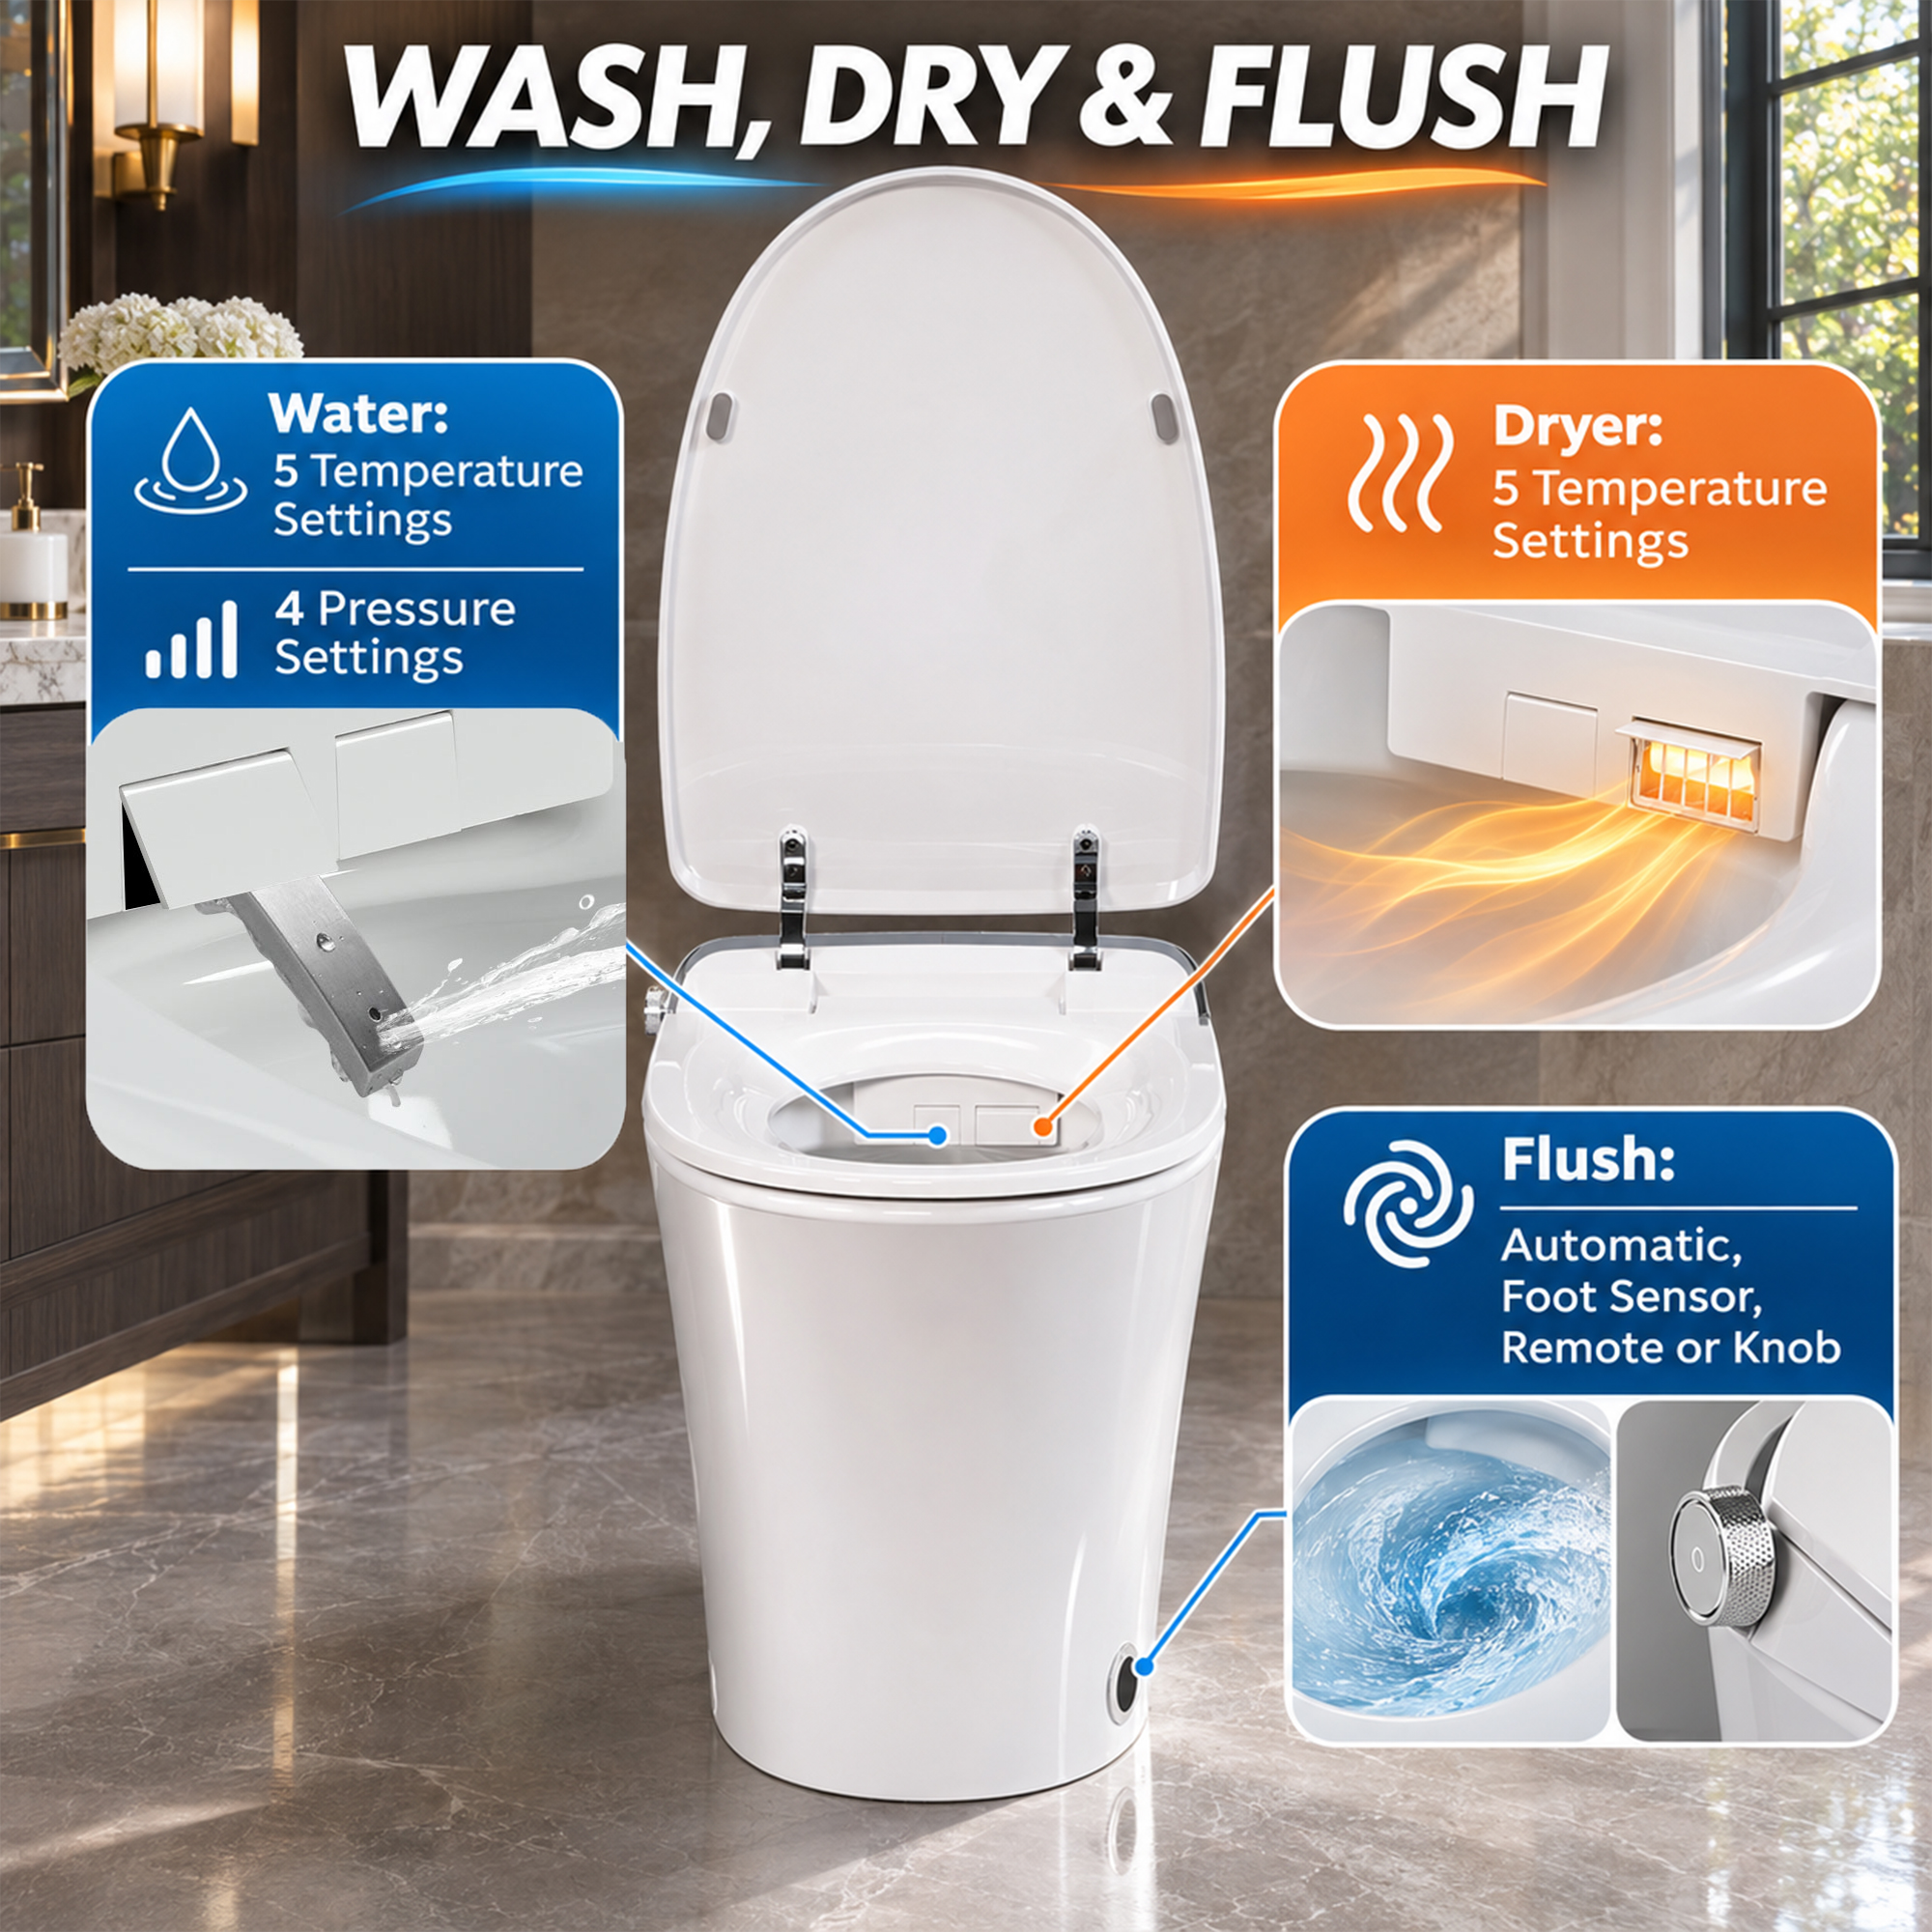 WASH, DRY & FLUSH
Water:
5 Temperature
Settings
4 Pressure
Settings
Dryer:
5 Temperature
Settings
Flush:
Automatic,
Foot Sensor,
Remote or Knob